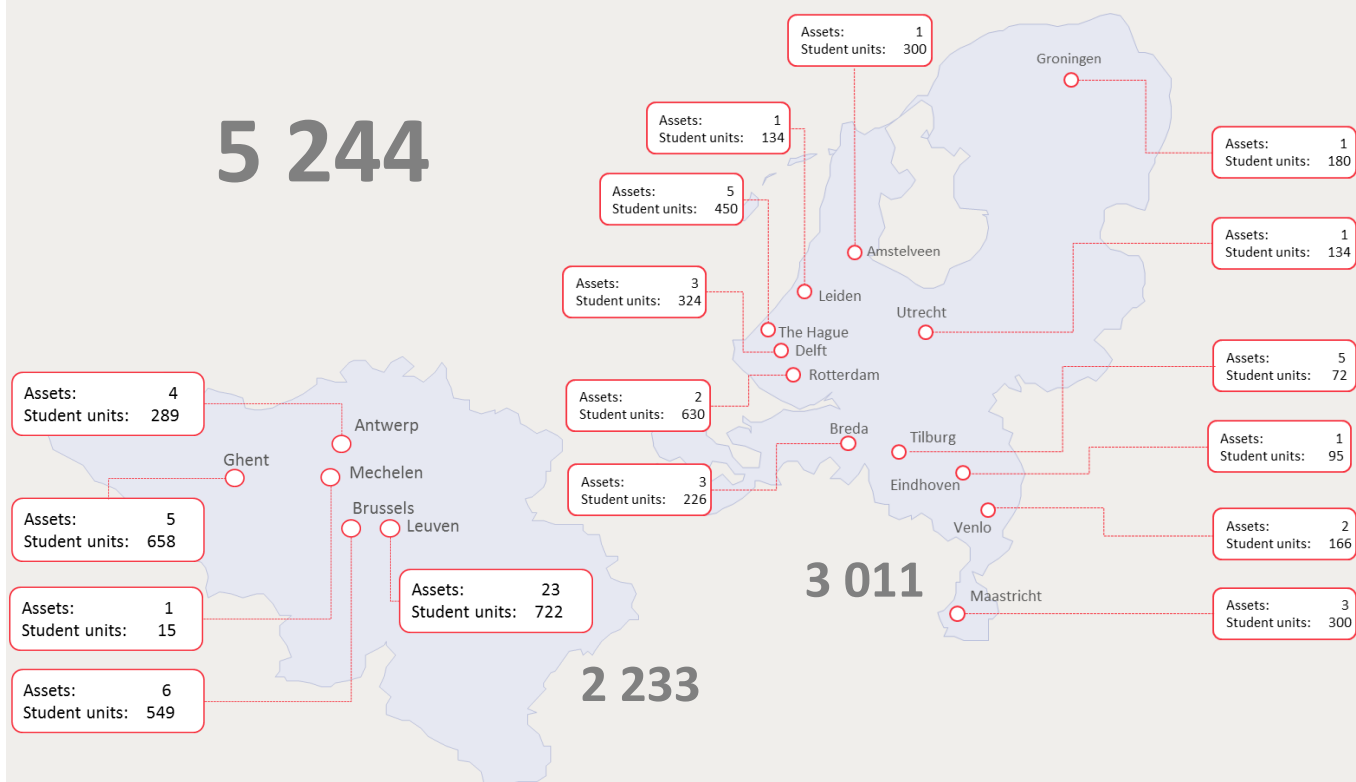 Assets: 1
Student units: 300
Groningen
5 244
Assets: 1
Student units: 134
Assets: 1
Student units: 180
Assets: 5
Student units: 450
Assets: 1
Student units: 134
Amstelveen
Assets: 3
Student units: 324
Leiden
Utrecht
The Hague
Delft
Rotterdam
Assets: 5
Student units: 72
Assets: 4
Student units: 289
Assets: 2
Student units: 630
Antwerp
Breda
Tilburg
Assets: 1
Student units: 95
Ghent
Mechelen
Eindhoven
Assets: 3
Student units: 226
Brussels
Leuven
Venlo
Assets: 5
Student units: 658
Assets: 2
Student units: 166
3 011
Assets: 23
Student units: 722
Maastricht
Assets: 1
Student units: 15
Assets: 3
Student units: 300
2 233
Assets: 6
Student units: 549